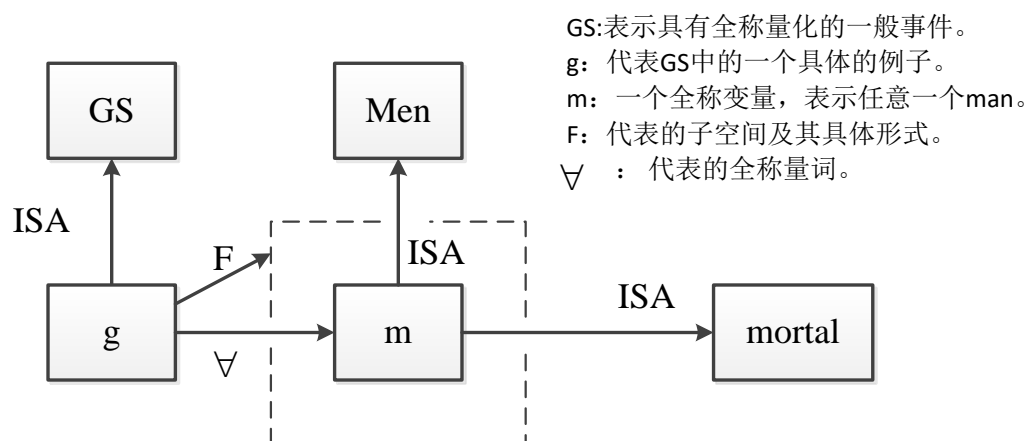 GS:表示具有全称量化的一般事件。
g：代表GS中的一个具体的例子。
m：一个全称变量，表示任意一个man。
F：代表的子空间及其具体形式。
∀ ：代表的全称量词。
GS
Men
ISA
F
ISA
ISA
g
m
mortal
∀